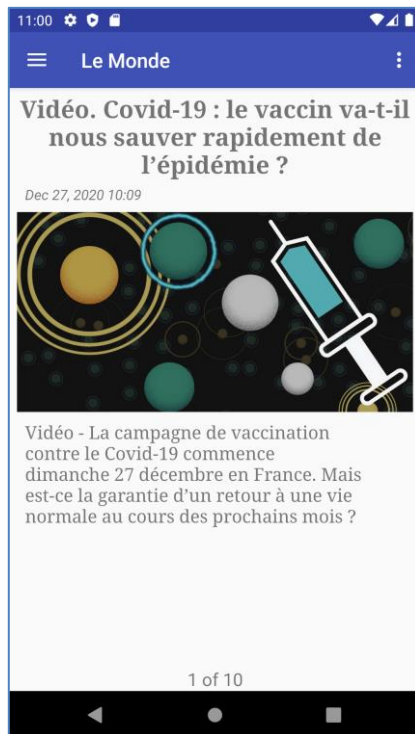 11:00
Le Monde
Vidéo. Covid-19 : le vaccin va-t-il
nous sauver rapidement de
l’épidémie ?
Dec 27, 2020 10:09
Vidéo - La campagne de vaccination
contre le Covid-19 commence
dimanche 27 décembre en France. Mais
est-ce la garantie d’un retour à une vie
normale au cours des prochains mois ?
1 of 10